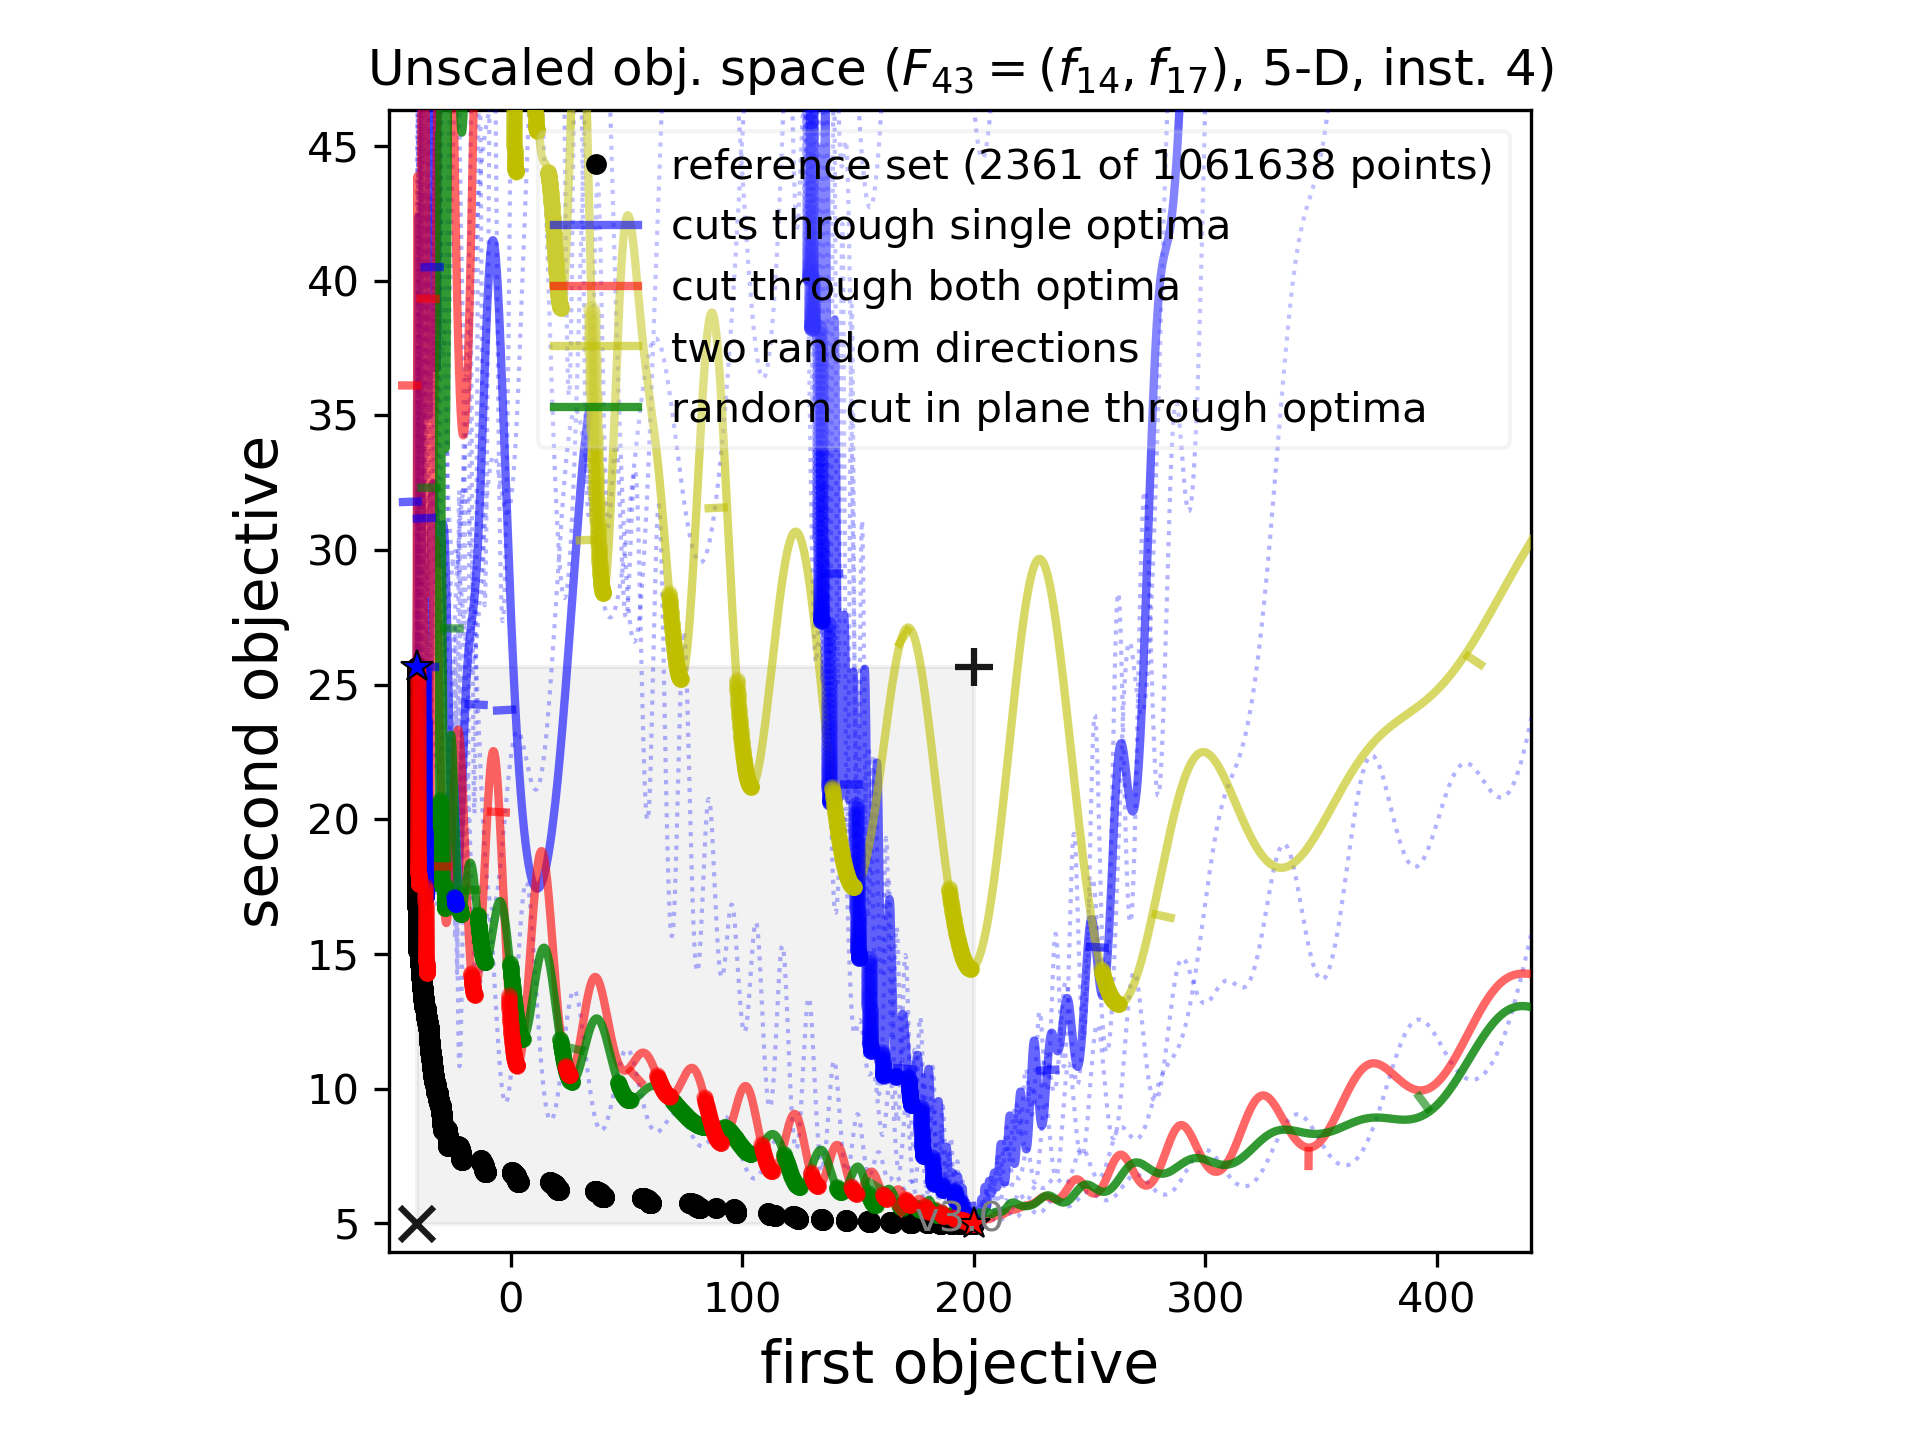 Unscaled obj. space (F43 = (f14, f17), 5-D, inst. 4)
reference set (2361 of 1061638 points)
cuts through single optima
cut through both optima
two random directions
random cut in plane through optima
second objective
45
40
35
30
25
20
15
10
5
v3.0
0 100 200 300 400
first objective